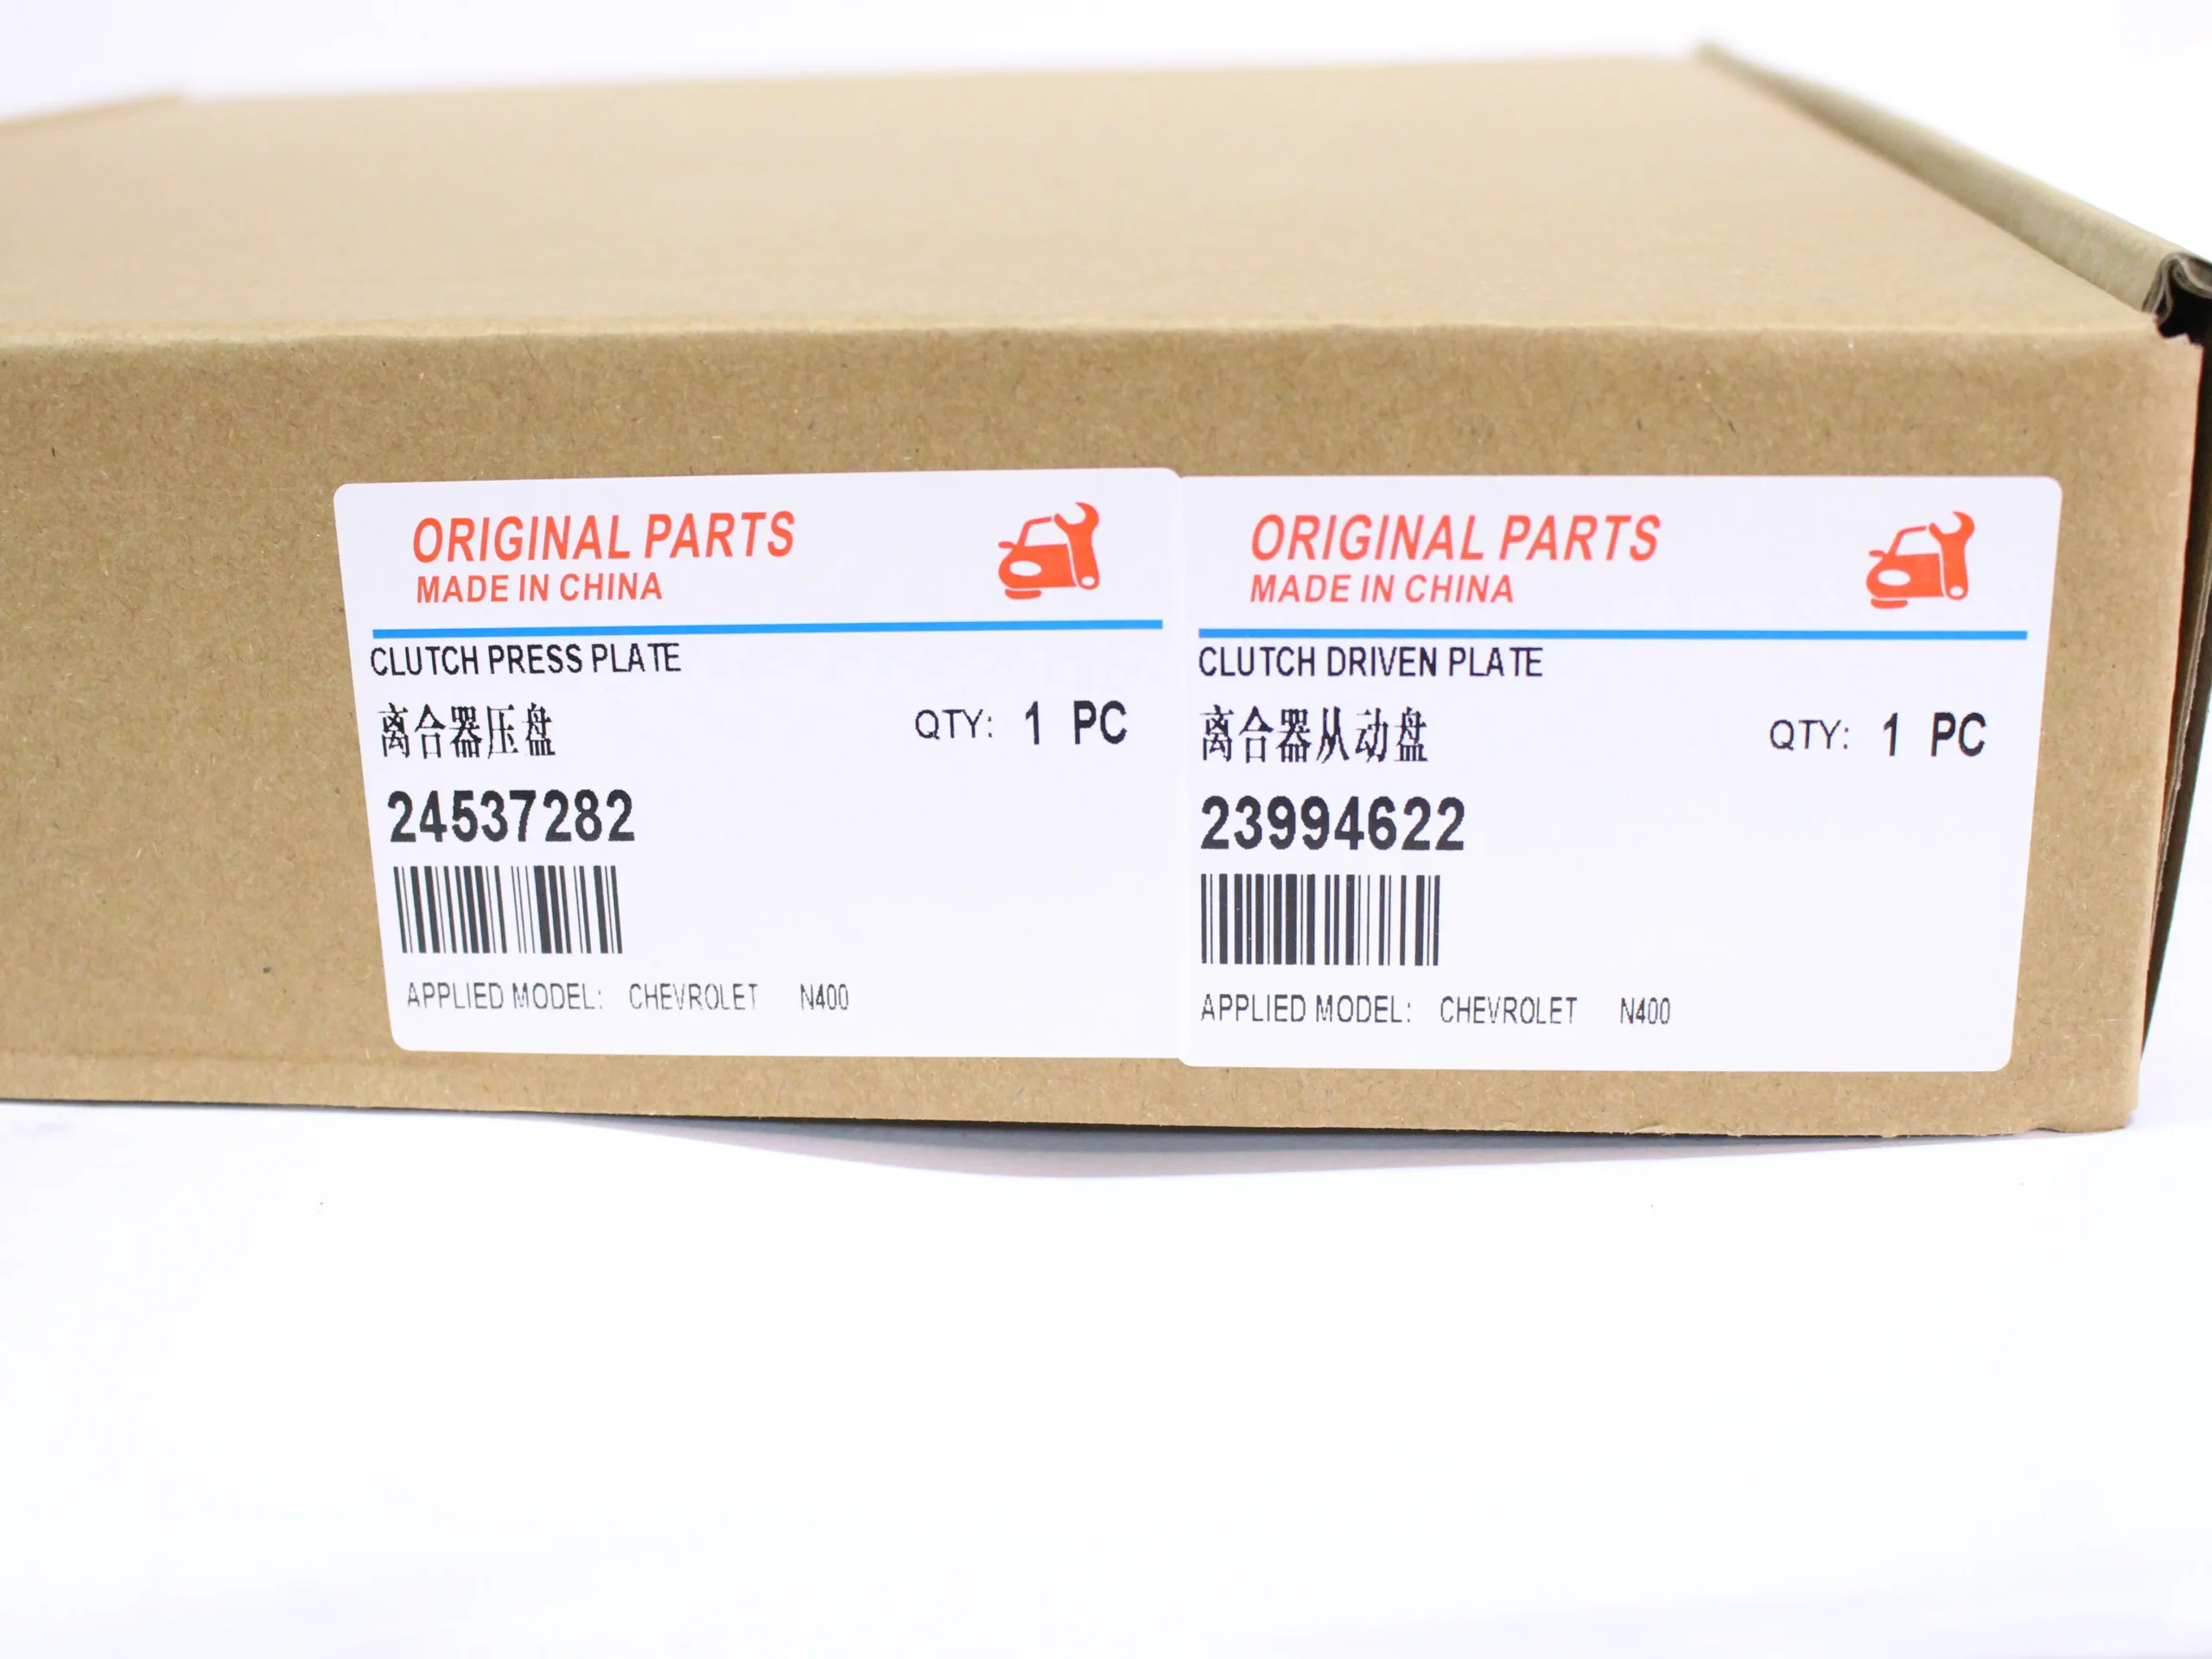 ORIGINAL PARTS
MADE IN CHINA
CLUTCH PRESS PLATE
离合器压盘
QTY: 1 PC
24537282
APPLIED MODEL: CHEVROLET N400
ORIGINAL PARTS
MADE IN CHINA
CLUTCH DRIVEN PLATE
离合器从动盘
QTY: 1 PC
23994622
APPLIED MODEL: CHEVROLET N400